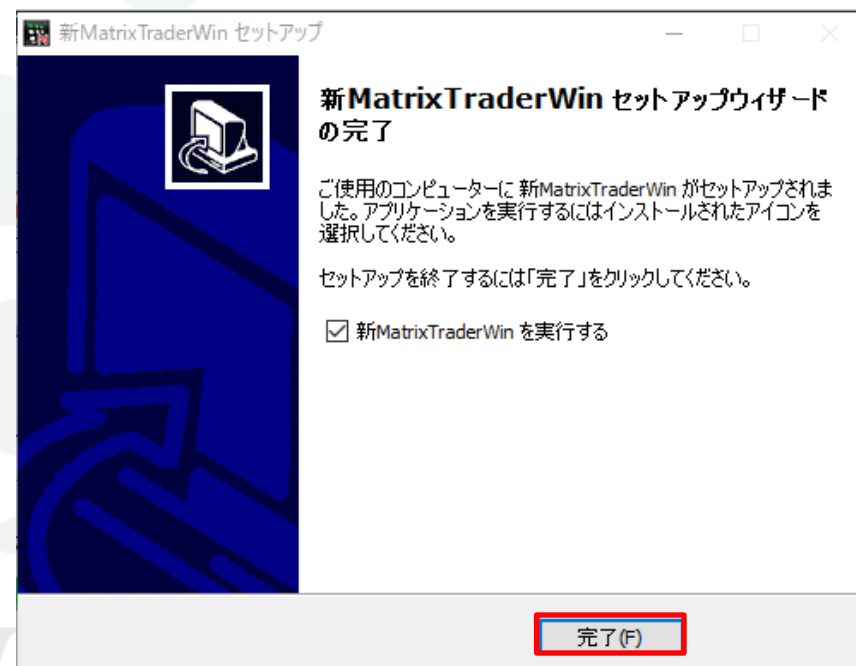 新MatrixTraderWin セットアップ
新MatrixTraderWin セットアップウィザード
の完了
ご使用のコンピューターに 新MatrixTraderWin がセットアップされま
した。アプリケーションを実行するにはインストールされたアイコンを
選択してください。
セットアップを終了するには「完了」をクリックしてください。
新MatrixTraderWin を実行する
完了(F)